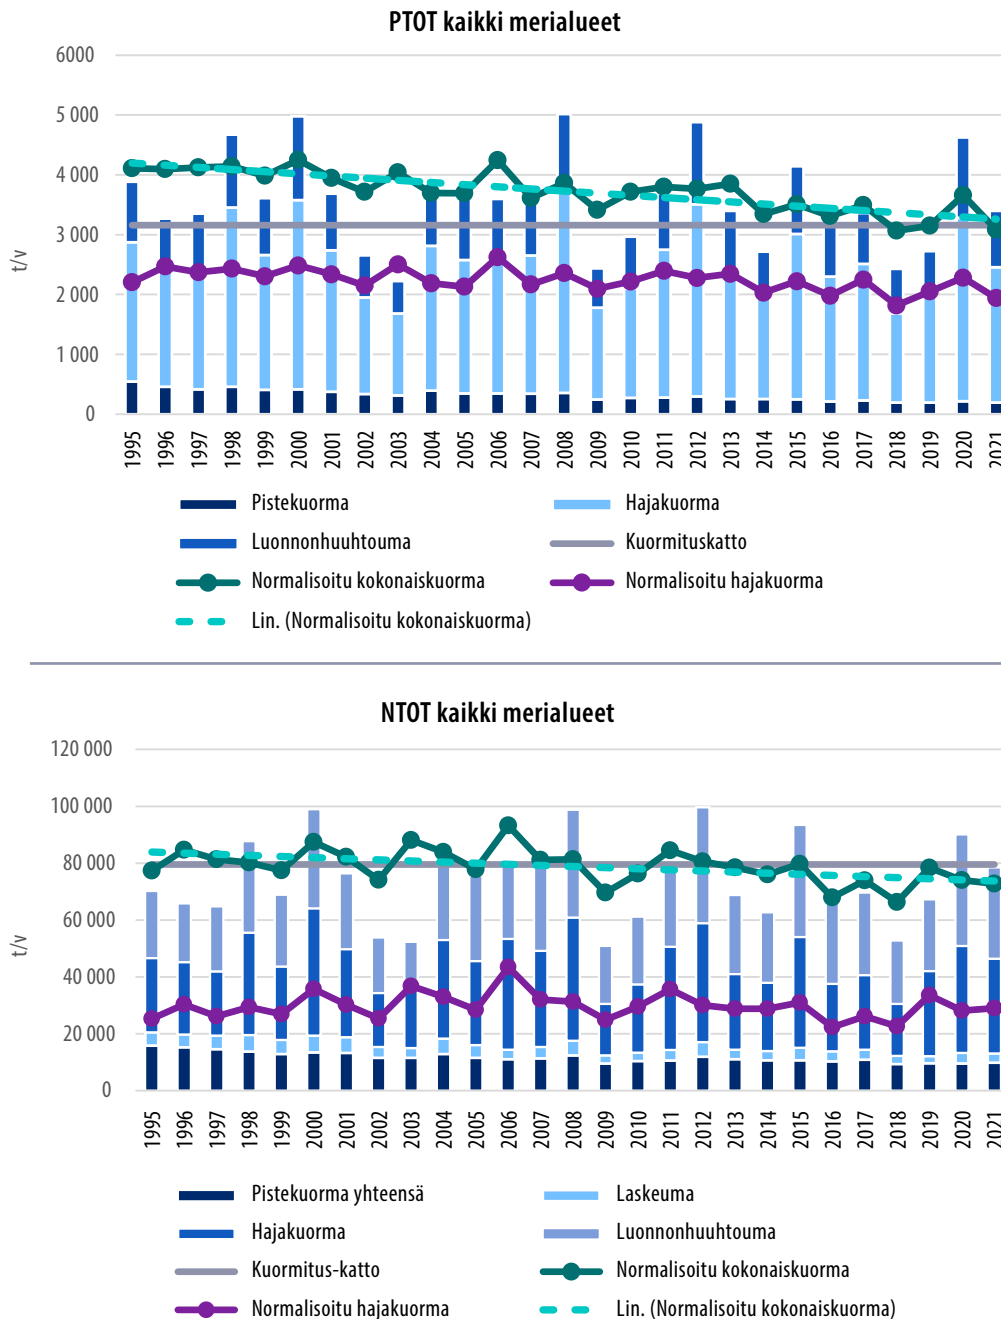 PTOT kaikki merialueet
6000
5 000
4 000
3 000
2 000
1 000
0
t/v
1995 1996 1997 1998 1999 2000 2001 2002 2003 2004 2005 2006 2007 2008 2009 2010 2011 2012 2013 2014 2015 2016 2017 2018 2019 2020 2021
Pistekuorma Hajakuorma
Luonnonhuuhtouma Kuormituskatto
Normalisoitu kokonaiskuorma Normalisoitu hajakuorma
Lin. (Normalisoitu kokonaiskuorma)
NTOT kaikki merialueet
120 000
100 000
80 000
60 000
40 000
20 000
0
t/v
1995 1996 1997 1998 1999 2000 2001 2002 2003 2004 2005 2006 2007 2008 2009 2010 2011 2012 2013 2014 2015 2016 2017 2018 2019 2020 2021
Pistekuorma yhteensä Laskeuma
Hajakuorma Luonnonhuuhtouma
Kuormitus-katto Normalisoitu kokonaiskuorma
Normalisoitu hajakuorma Lin. (Normalisoitu kokonaiskuorma)